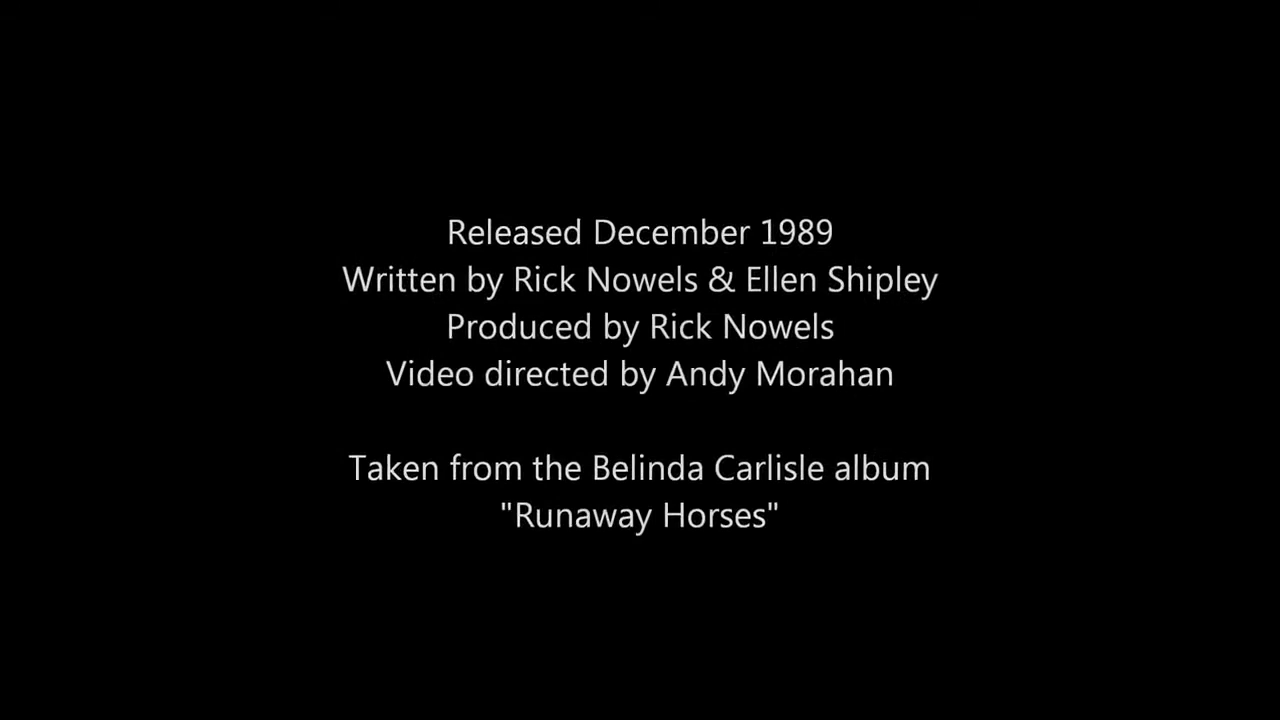 Released December 1989
Written by Rick Nowels & Ellen Shipley
Produced by Rick Nowels
Video directed by Andy Morahan
Taken from the Belinda Carlisle album
"Runaway Horses"